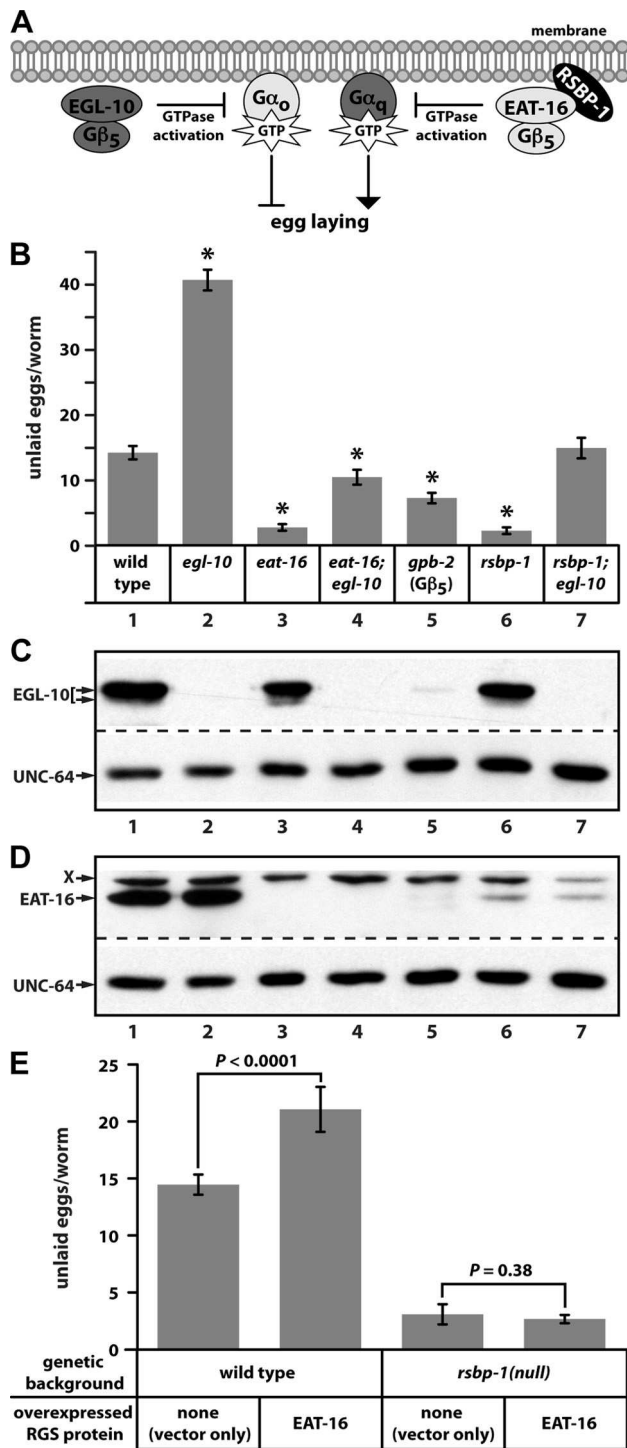 A
membrane
EGL-10
Gβ5
GTPase
activation
Gαo
GTP
Gαq
GTP
GTPase
activation
EAT-16
Gβ5
RSBP-1
egg laying
B
unlaid eggs/worm
40
30
20
10
0
*
*
*
*
*
wild
type
egl-10
eat-16
eat-16;
egl-10
gpb-2
(Gβ5)
rsbp-1
rsbp-1;
egl-10
1 2 3 4 5 6 7
C
EGL-10
UNC-64
1 2 3 4 5 6 7
D
X
EAT-16
UNC-64
1 2 3 4 5 6 7
E
unlaid eggs/worm
25
20
15
10
5
0
P < 0.0001
P = 0.38
genetic
background
wild type
rsbp-1(null)
overexpressed
RGS protein
none
(vector only)
EAT-16
none
(vector only)
EAT-16